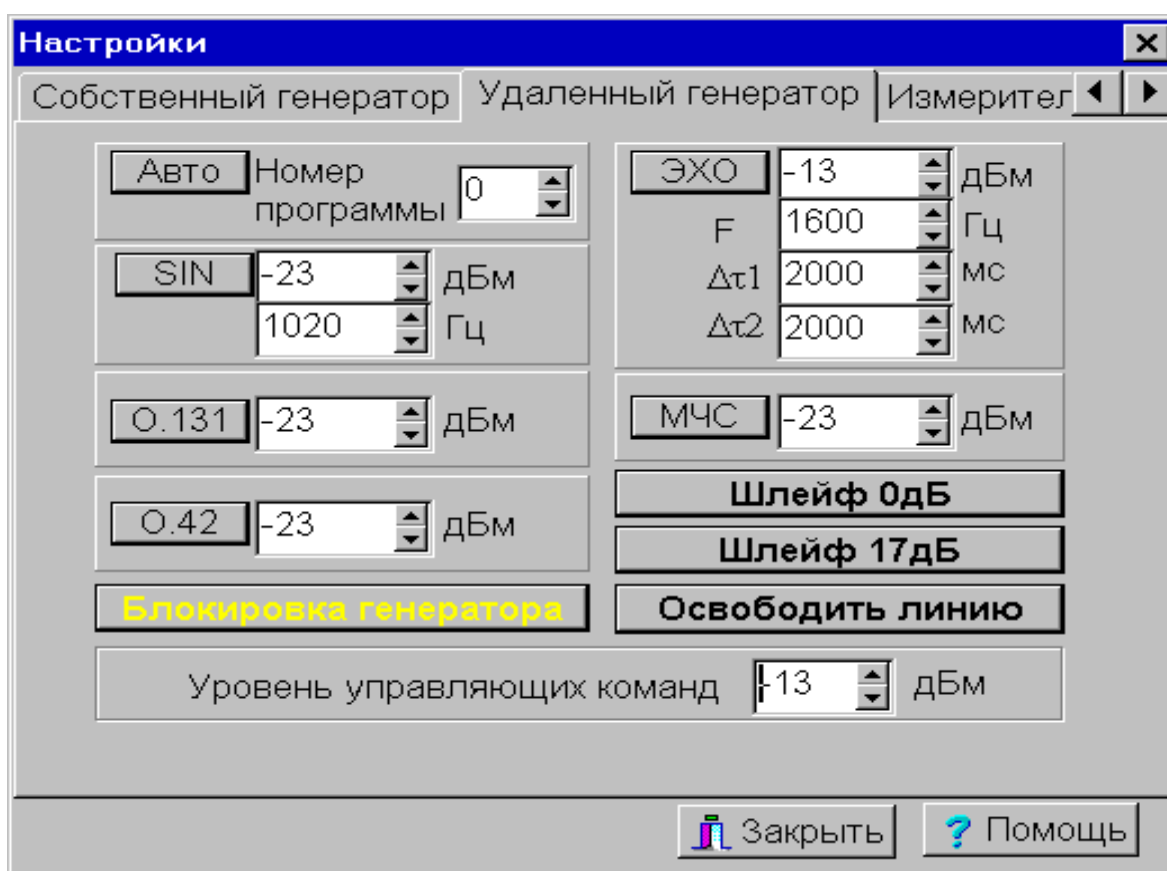 Настройки
Собственный генератор Удаленный генератор Измерител
Авто Номер программы 0
SIN -23 дБм
1020 Гц
О.131 -23 дБм
О.42 -23 дБм
Блокировка генератора
ЭХО -13 дБм
F 1600 Гц
Δτ1 2000 мс
Δτ2 2000 мс
МЧС -23 дБм
Шлейф 0дБ
Шлейф 17дБ
Освободить линию
Уровень управляющих команд -13 дБм
Закрыть ? Помощь